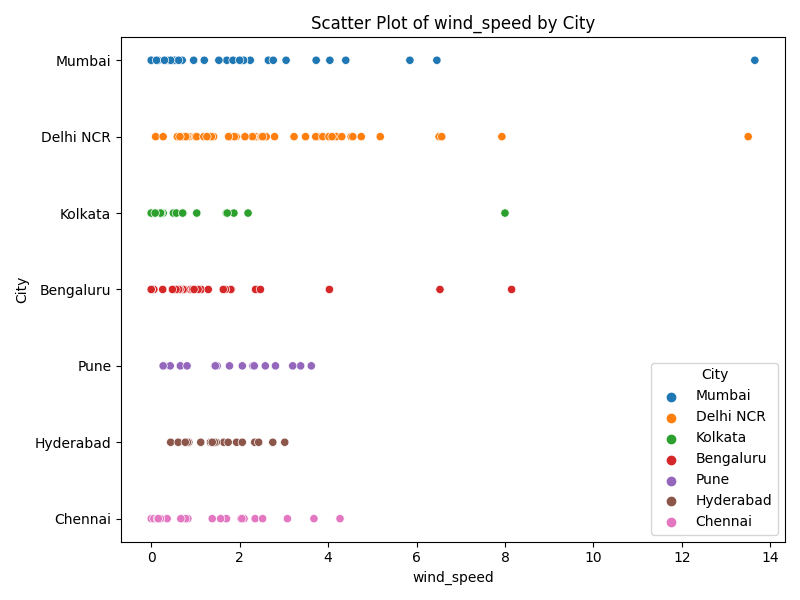 Scatter Plot of wind_speed by City
Mumbai
Delhi NCR
Kolkata
Bengaluru
Pune
Hyderabad
Chennai
City
0 2 4 6 8 10 12 14
wind_speed
City
Mumbai
Delhi NCR
Kolkata
Bengaluru
Pune
Hyderabad
Chennai